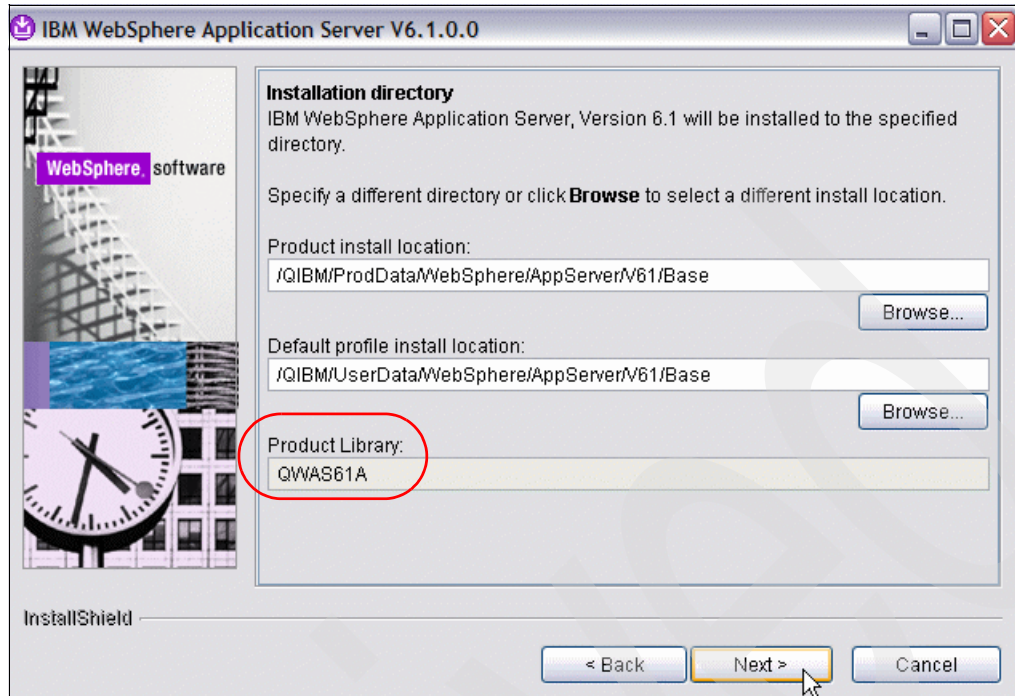 IBM WebSphere Application Server V6.1.0.0
WebSphere. software
Installation directory
IBM WebSphere Application Server, Version 6.1 will be installed to the specified
directory.
Specify a different directory or click Browse to select a different install location.
Product install location:
/QIBM/ProdData/WebSphere/AppServer/V61/Base
Browse...
Default profile install location:
/QIBM/UserData/WebSphere/AppServer/V61/Base
Browse...
Product Library:
QWAS61A
InstallShield
< Back
Next >
Cancel